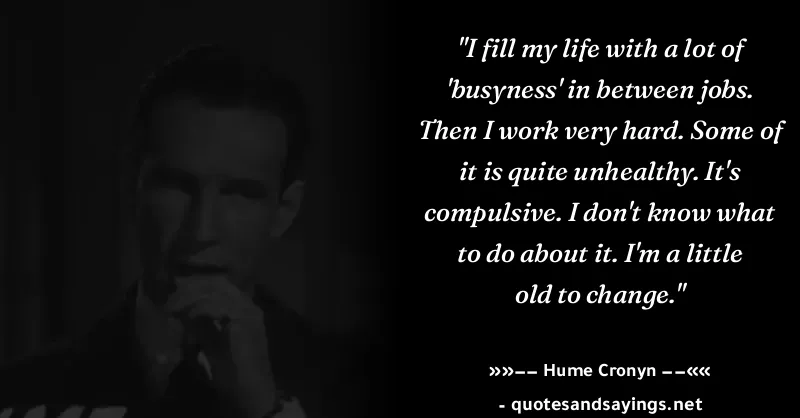 "I fill my life with a lot of
'busyness' in between jobs.
Then I work very hard. Some of
it is quite unhealthy. It's
compulsive. I don't know what
to do about it. I'm a little
old to change."
»»–– Hume Cronyn ––««
- quotesandsayings.net